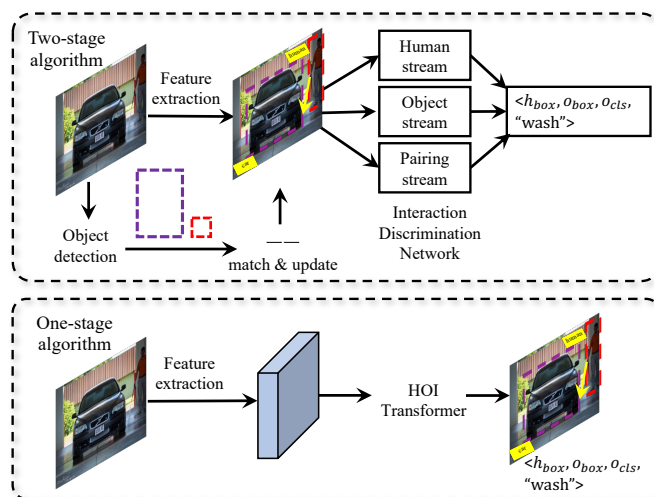 Two-stage
algorithm
Feature
extraction
Human
stream
Object
stream
Pairing
stream
<h_box, o_box, o_cls,
“wash”>
Object
detection
match & update
Interaction
Discrimination
Network
One-stage
algorithm
Feature
extraction
HOI
Transformer
<h_box, o_box, o_cls,
“wash”>